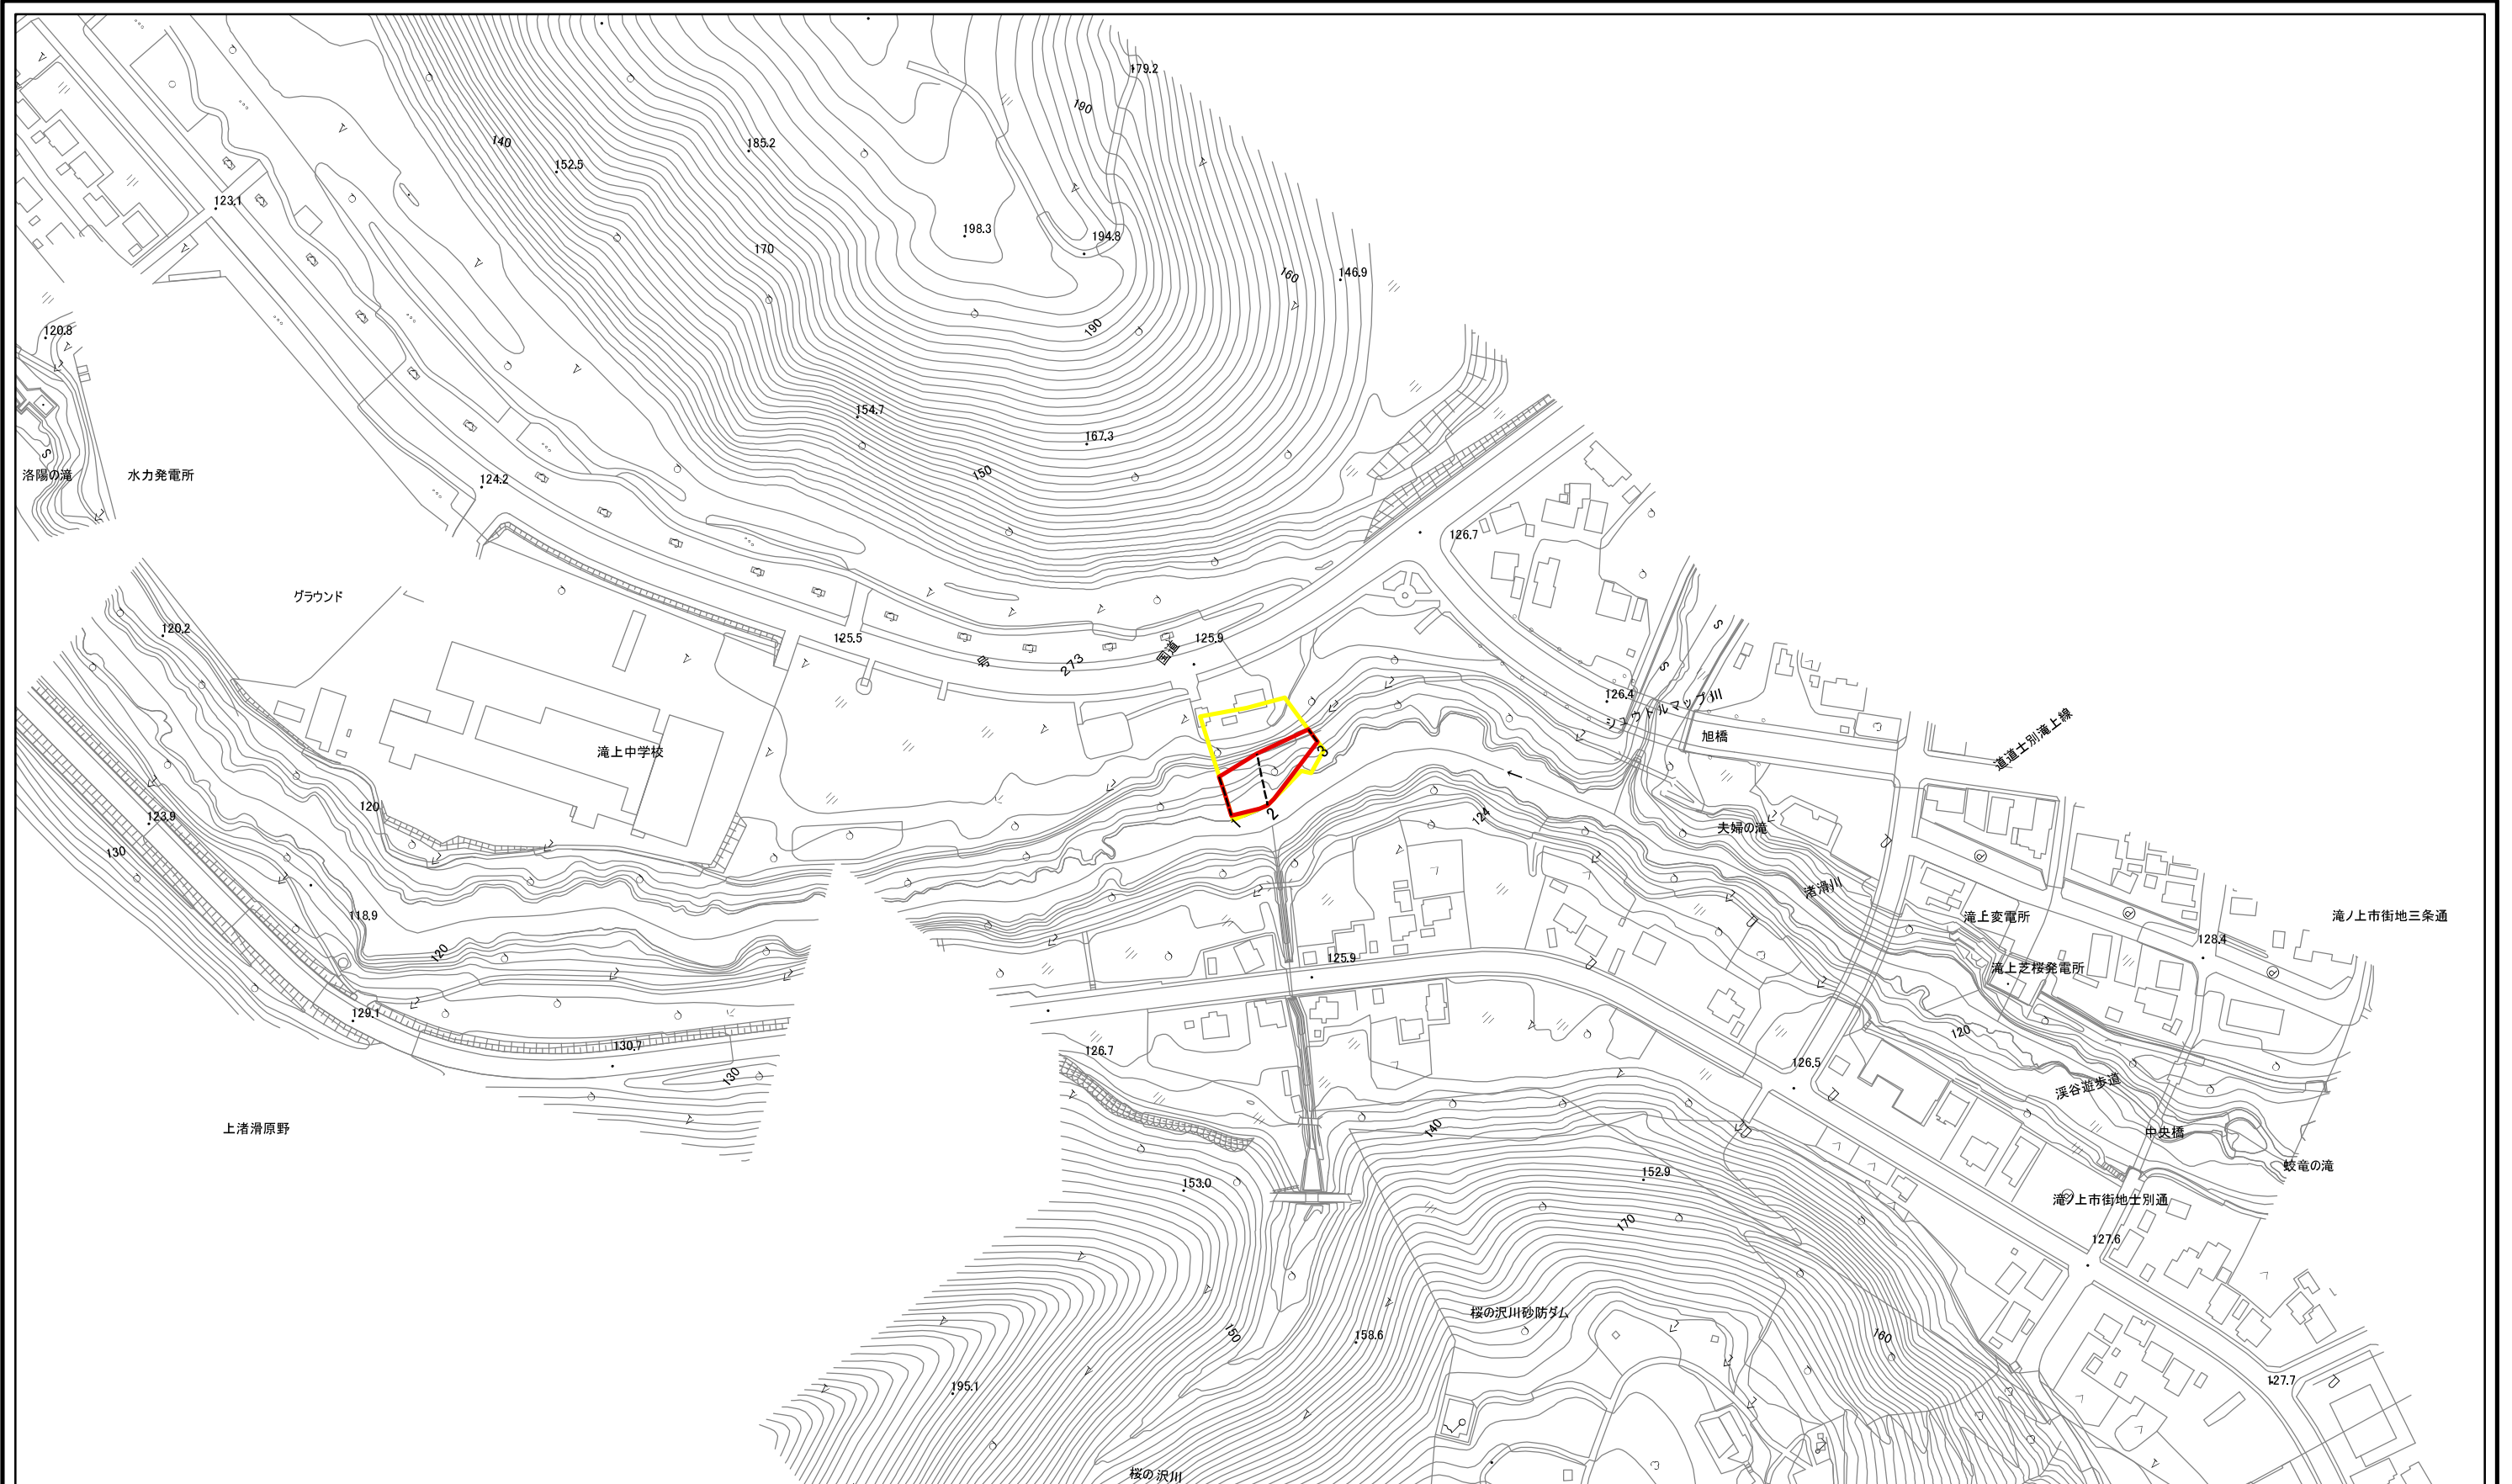 179.2
190
140
185.2
152.5
123.1
198.3
170
194.8
160
146.9
190
120.8
154.7
167.3
150
洛陽の滝
水力発電所
124.2
126.7
グラウンド
120.2
125.5
国道
273
号
125.9
126.4
シュウトルマップ川
旭橋
道道士別滝上線
滝上中学校
3
120
123.9
1
2
124
夫婦の滝
130
渚滑川
118.9
滝上変電所
滝ノ上市街地三条通
128.4
120
125.9
滝上芝桜発電所
129.1
120
130.7
126.7
126.5
130
渓谷遊歩道
上渚滑原野
140
中央橋
蛟竜の滝
153.0
152.9
滝ノ上市街地士別通
170
127.6
桜の沢川砂防ダム
150
158.6
160
195.1
127.7
桜の沢川